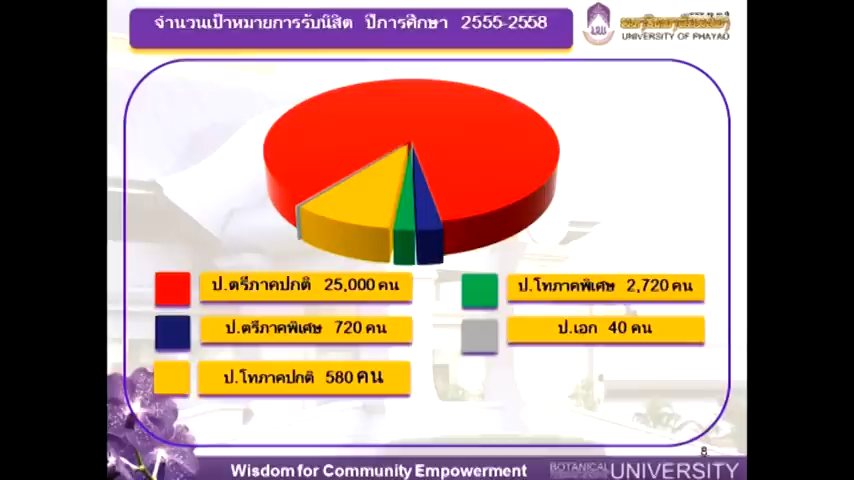 จำนวนเป้าหมายการรับนิสิต ปีการศึกษา 2555-2558
UNIVERSITY OF PHAYAO
ป.ตรีภาคปกติ 25,000 คน
ป.โทภาคพิเศษ 2,720 คน
ป.ตรีภาคพิเศษ 720 คน
ป.เอก 40 คน
ป.โทภาคปกติ 580 คน
8
Wisdom for Community Empowerment
BOTANICAL UNIVERSITY